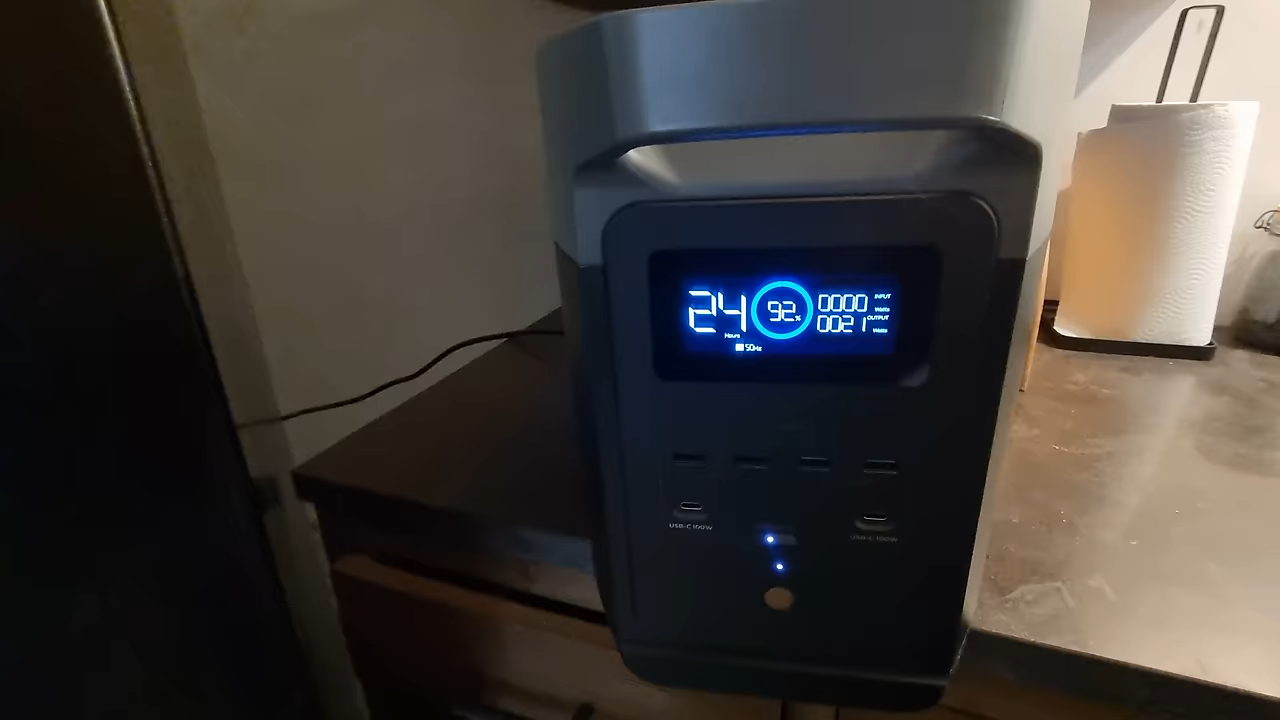 24 Hours
92%
0000 INPUT Watts
0021 OUTPUT Watts
50Hz
USB-C 100W
USB-C 100W